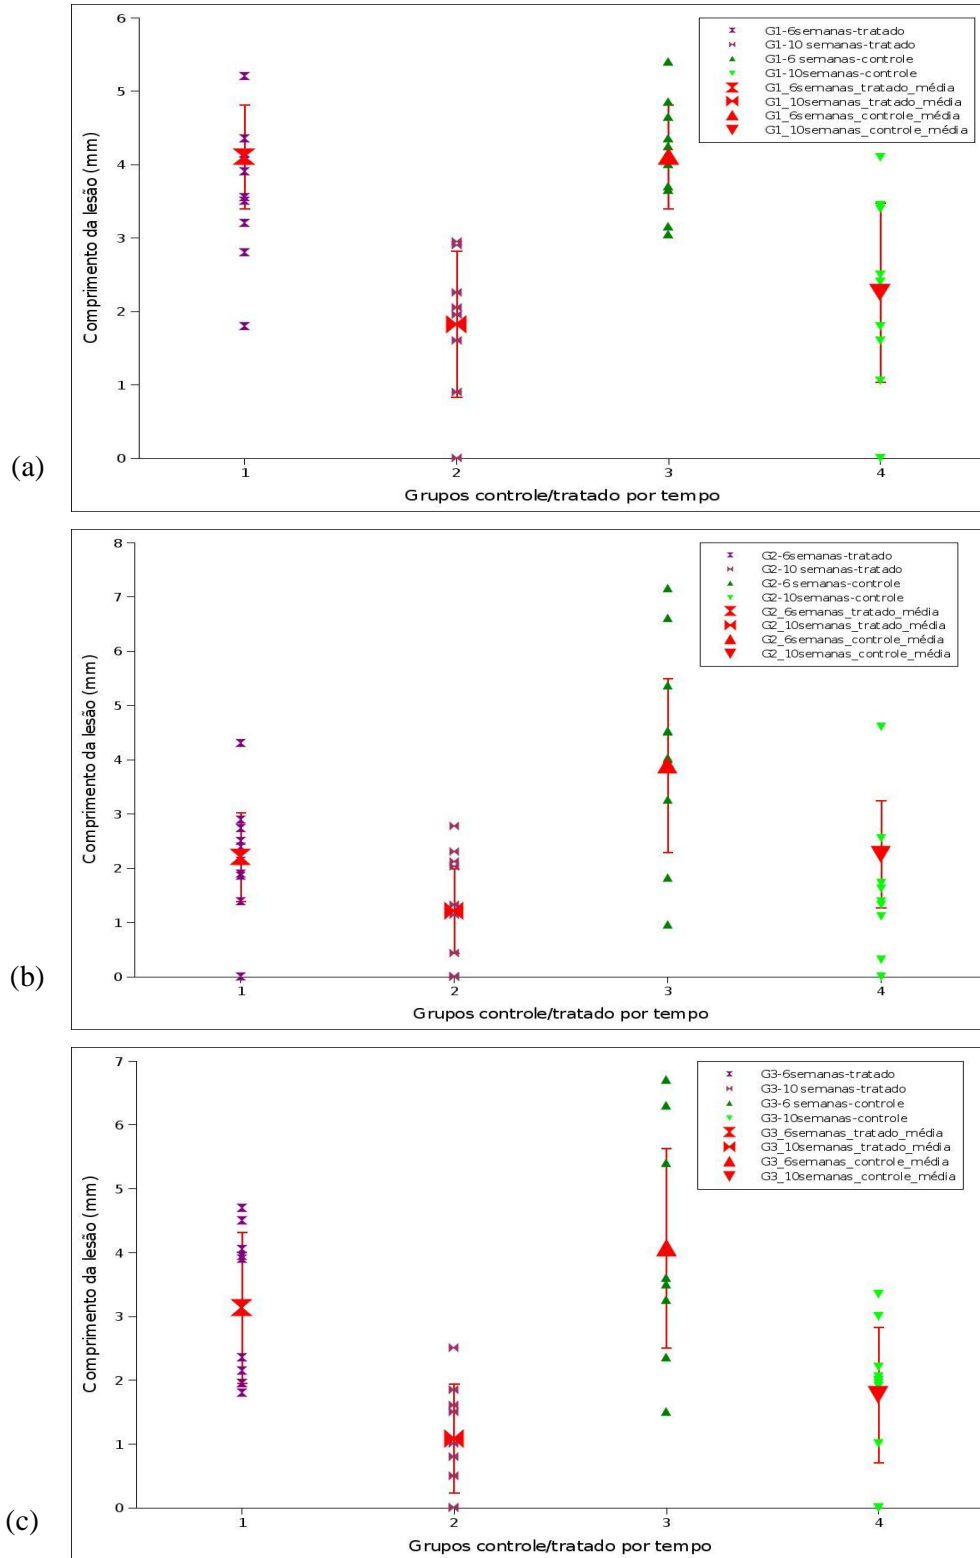 (a)
Comprimento da lesão (mm)
6
5
4
3
2
1
0
1 2 3 4
Grupos controle/tratado por tempo
G1-6semanas-tratado
G1-10 semanas-tratado
G1-6 semanas-controle
G1-10semanas-controle
G1_6semanas_tratado_média
G1_10semanas_tratado_média
G1_6semanas_controle_média
G1_10semanas_controle_média
(b)
Comprimento da lesão (mm)
8
7
6
5
4
3
2
1
0
1 2 3 4
Grupos controle/tratado por tempo
G2-6semanas-tratado
G2-10 semanas-tratado
G2-6 semanas-controle
G2-10semanas-controle
G2_6semanas_tratado_média
G2_10semanas_tratado_média
G2_6semanas_controle_média
G2_10semanas_controle_média
(c)
Comprimento da lesão (mm)
7
6
5
4
3
2
1
0
1 2 3 4
Grupos controle/tratado por tempo
G3-6semanas-tratado
G3-10 semanas-tratado
G3-6 semanas-controle
G3-10semanas-controle
G3_6semanas_tratado_média
G3_10semanas_tratado_média
G3_6semanas_controle_média
G3_10semanas_controle_média